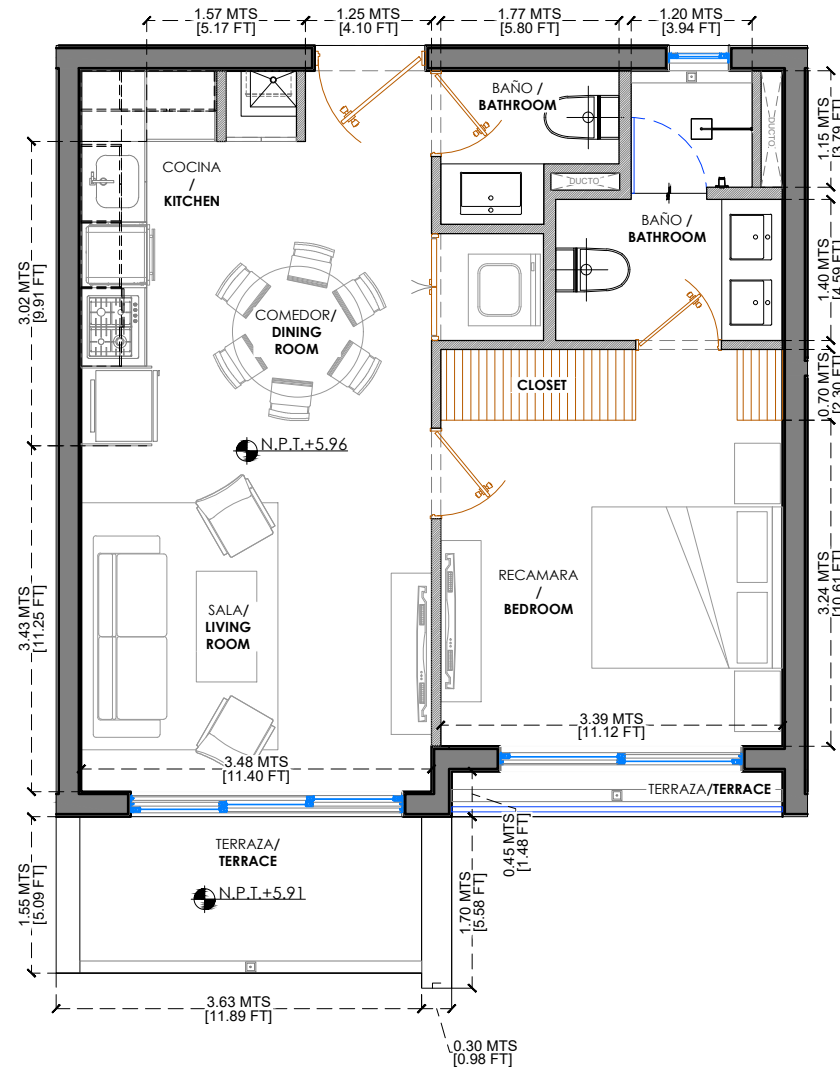 1.57 MTS
[5.17 FT]
1.25 MTS
[4.10 FT]
1.77 MTS
[5.80 FT]
1.20 MTS
[3.94 FT]
BAÑO /
BATHROOM
1.15 MTS
[3.79 FT]
DUCTO
COCINA
/
KITCHEN
DUCTO
BAÑO /
BATHROOM
1.40 MTS
[4.59 FT]
3.02 MTS
[9.91 FT]
COMEDOR/
DINING
ROOM
CLOSET
0.70 MTS
[2.30 FT]
N.P.T.+5.96
RECAMARA
/
BEDROOM
3.24 MTS
[10.61 FT]
3.43 MTS
[11.25 FT]
SALA/
LIVING
ROOM
3.39 MTS
[11.12 FT]
3.48 MTS
[11.40 FT]
TERRAZA/TERRACE
0.45 MTS
[1.48 FT]
TERRAZA/
TERRACE
N.P.T.+5.91
1.55 MTS
[5.09 FT]
1.70 MTS
[5.58 FT]
3.63 MTS
[11.89 FT]
0.30 MTS
[0.98 FT]